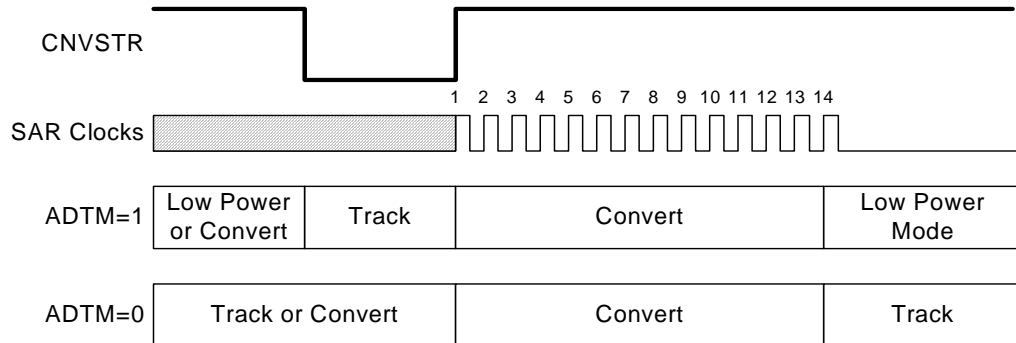 CNVSTR
1 2 3 4 5 6 7 8 9 10 11 12 13 14
SAR Clocks
ADTM=1
Low Power
or Convert
Track
Convert
Low Power
Mode
ADTM=0
Track or Convert
Convert
Track